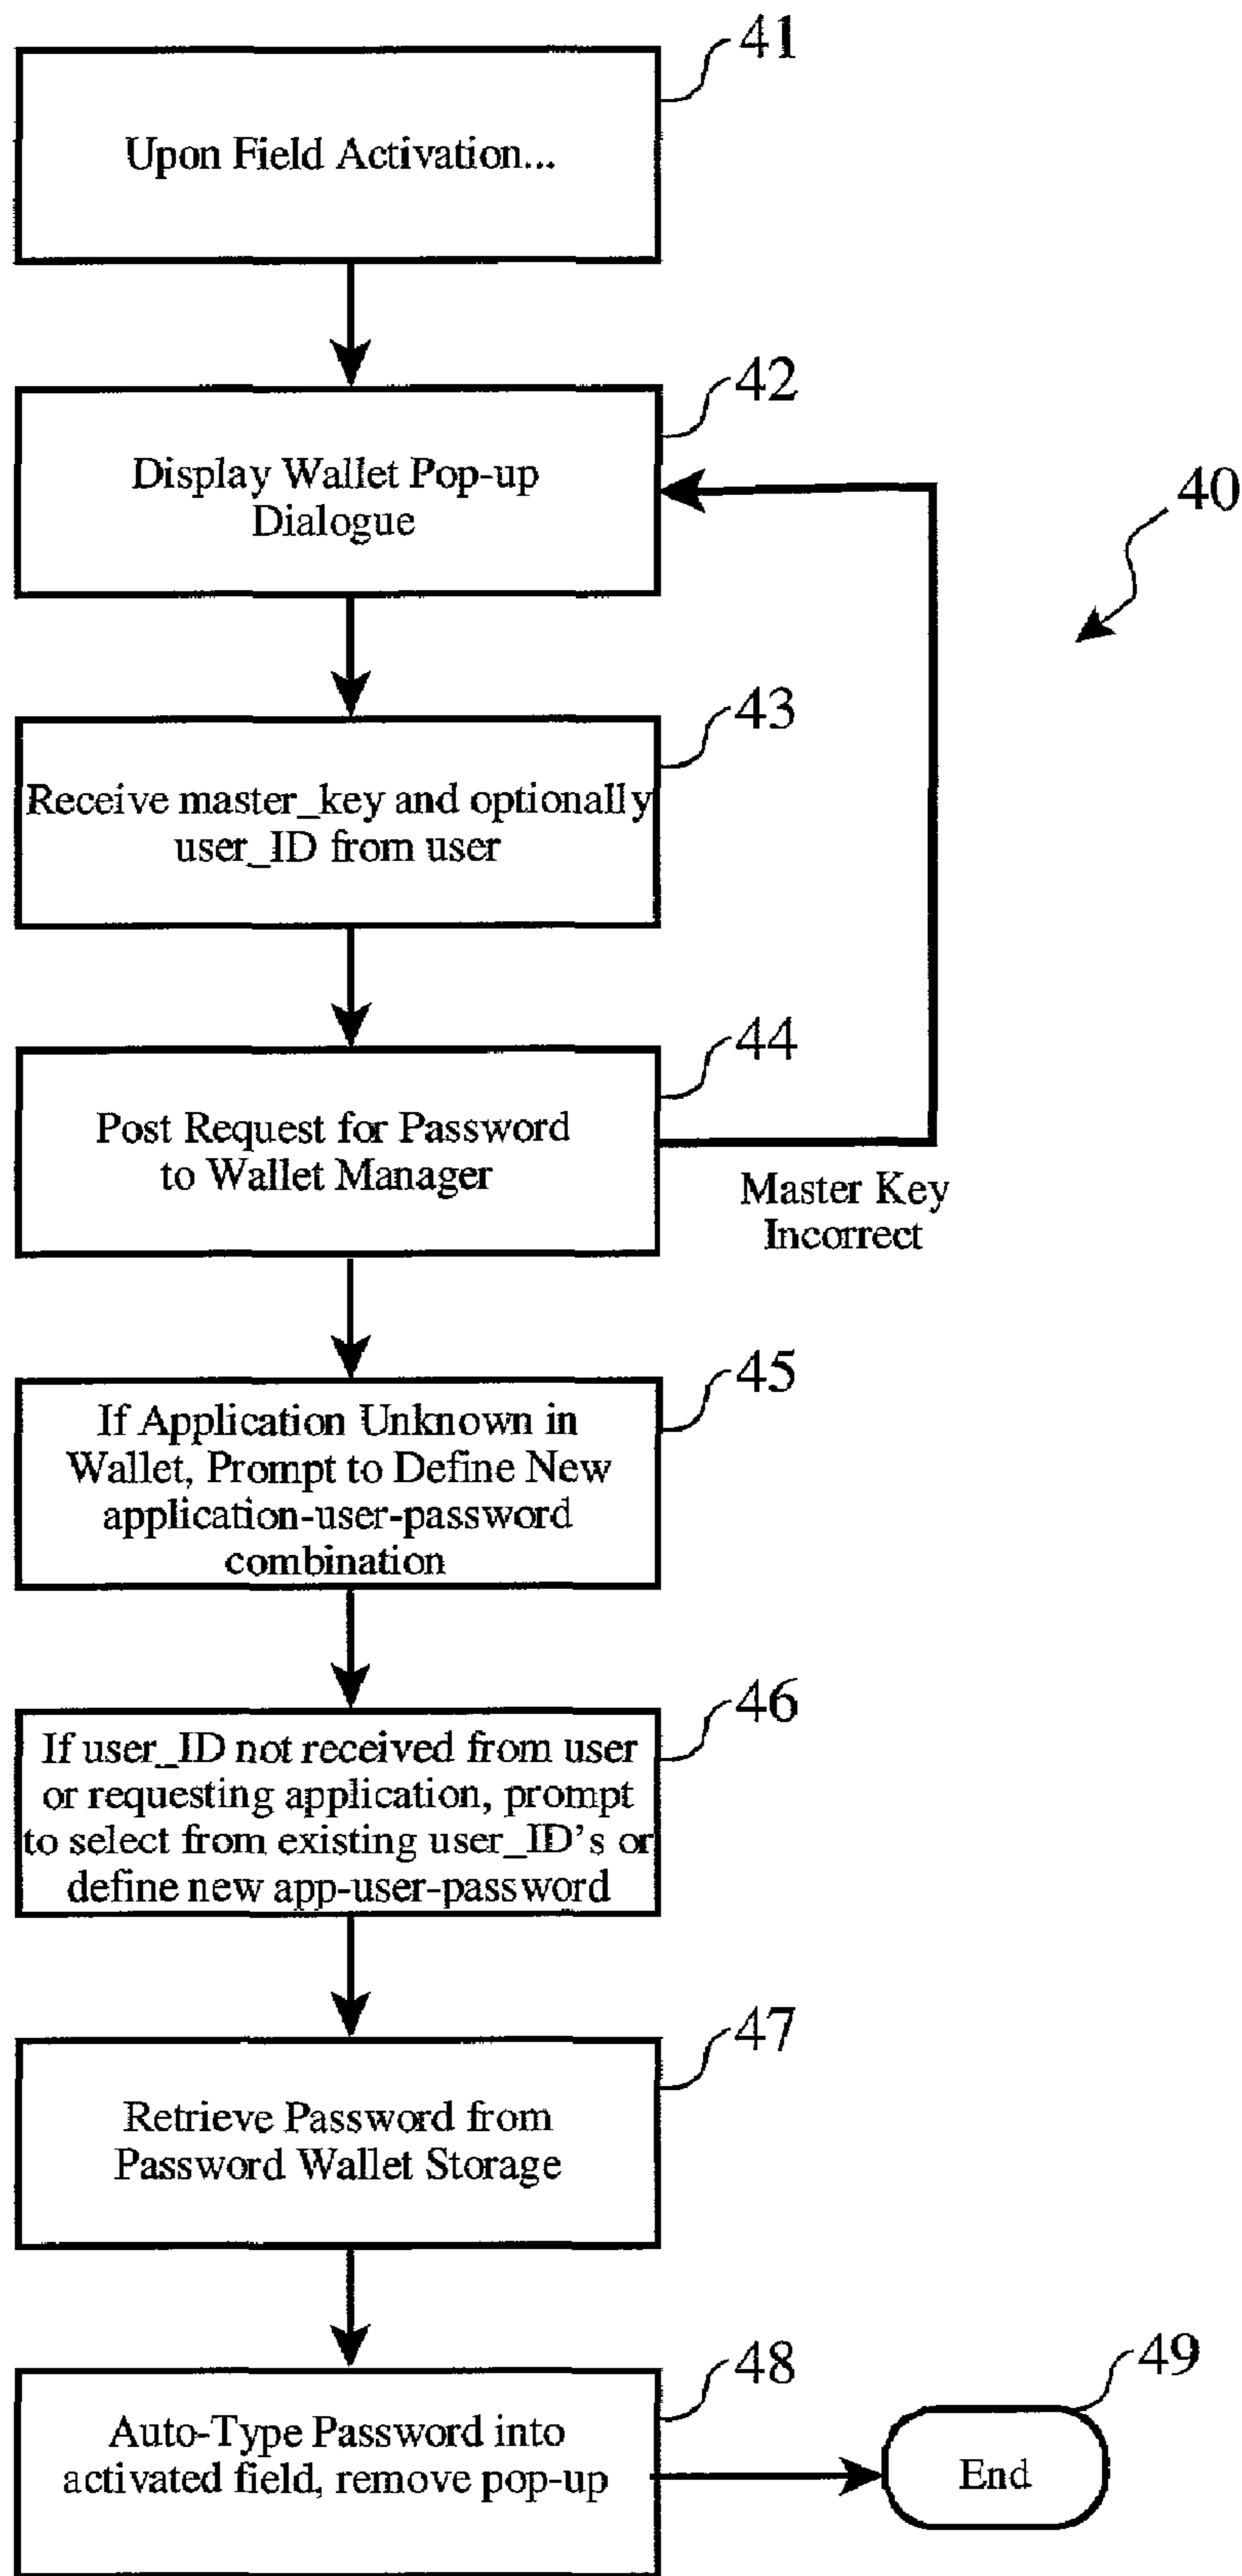 41
Upon Field Activation...
42
Display Wallet Pop-up
Dialogue
40
43
Receive master_key and optionally
user_ID from user
44
Post Request for Password
to Wallet Manager
Master Key
Incorrect
45
If Application Unknown in
Wallet, Prompt to Define New
application-user-password
combination
46
If user_ID not received from user
or requesting application, prompt
to select from existing user_ID's or
define new app-user-password
47
Retrieve Password from
Password Wallet Storage
48
Auto-Type Password into
activated field, remove pop-up
49
End